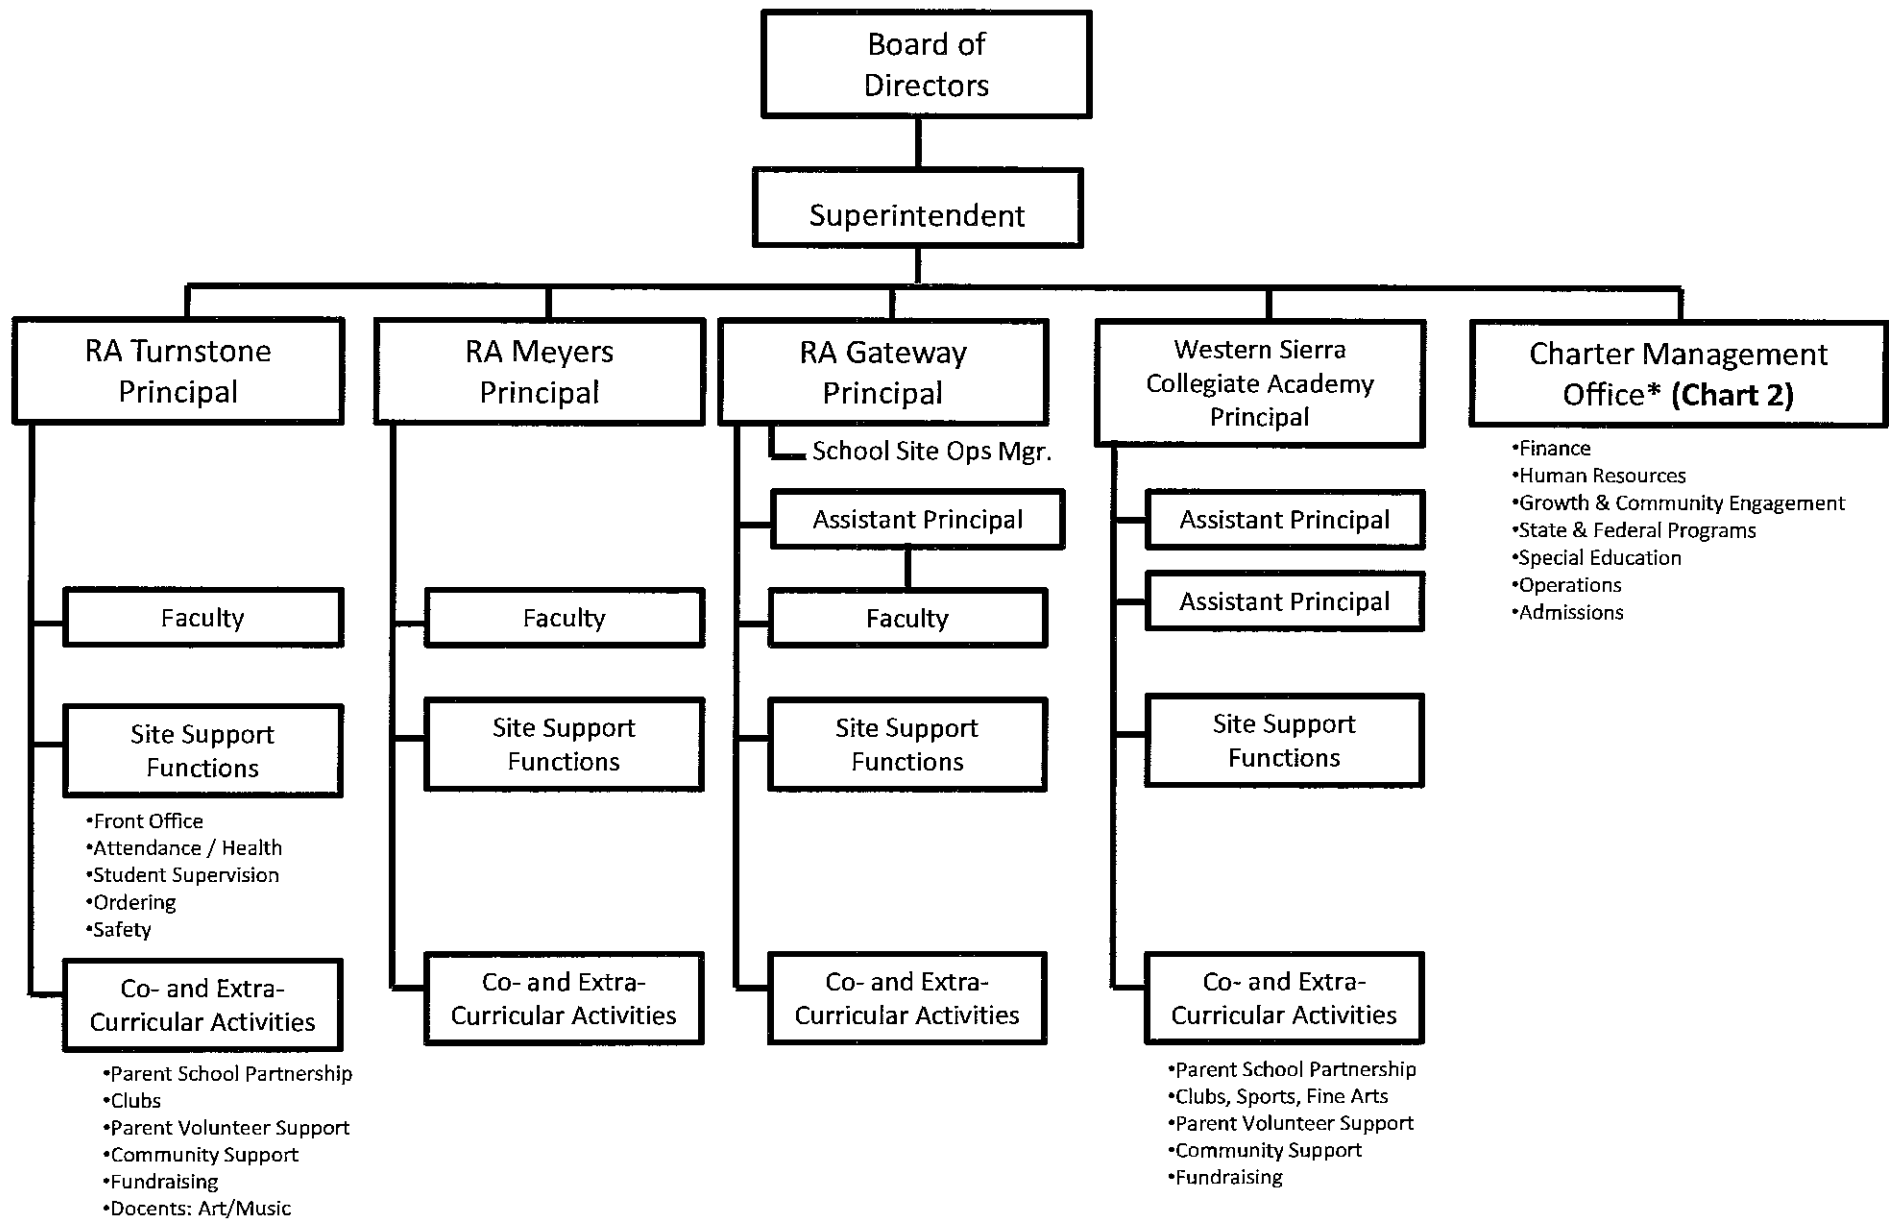 Board of
Directors
Superintendent
RA Turnstone
Principal
RA Meyers
Principal
RA Gateway
Principal
Western Sierra
Collegiate Academy
Principal
Charter Management
Office* (Chart 2)
•Finance
•Human Resources
•Growth & Community Engagement
•State & Federal Programs
•Special Education
•Operations
•Admissions
School Site Ops Mgr.
Assistant Principal
Assistant Principal
Assistant Principal
Faculty
Faculty
Faculty
Site Support
Functions
Site Support
Functions
Site Support
Functions
Site Support
Functions
•Front Office
•Attendance / Health
•Student Supervision
•Ordering
•Safety
Co- and Extra-
Curricular Activities
Co- and Extra-
Curricular Activities
Co- and Extra-
Curricular Activities
Co- and Extra-
Curricular Activities
•Parent School Partnership
•Clubs
•Parent Volunteer Support
•Community Support
•Fundraising
•Docents: Art/Music
•Parent School Partnership
•Clubs, Sports, Fine Arts
•Parent Volunteer Support
•Community Support
•Fundraising